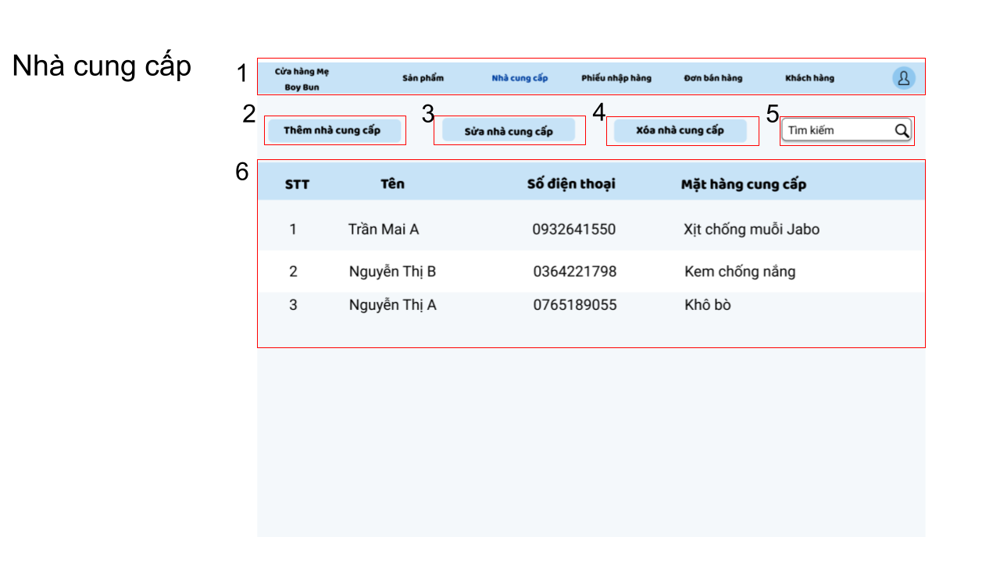 Nhà cung cấp
1
Cửa hàng Mẹ
Boy Bun
Sản phẩm
Nhà cung cấp
Phiếu nhập hàng
Đơn bán hàng
Khách hàng
2
Thêm nhà cung cấp
3
Sửa nhà cung cấp
4
Xóa nhà cung cấp
5
Tìm kiếm
6
STT Tên Số điện thoại Mặt hàng cung cấp
1 Trần Mai A 0932641550 Xịt chống muỗi Jabo
2 Nguyễn Thị B 0364221798 Kem chống nắng
3 Nguyễn Thị A 0765189055 Khô bò